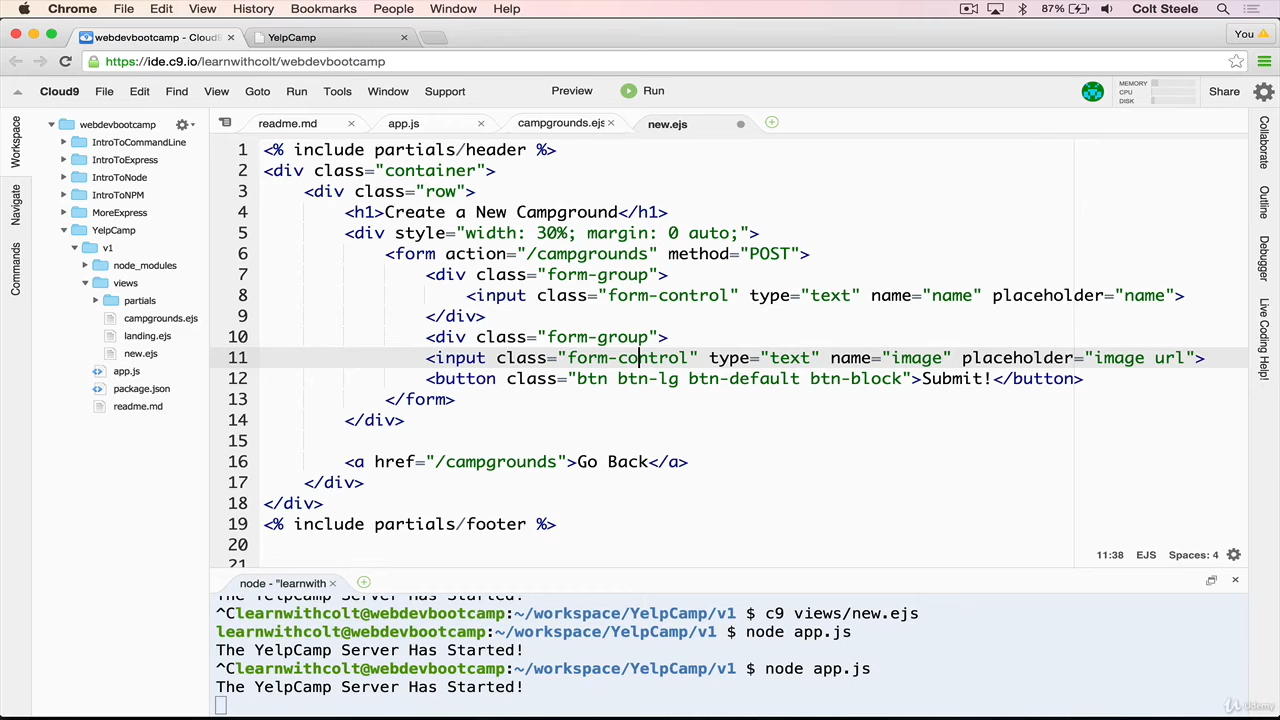 Chrome File Edit View History Bookmarks People Window Help 87% Colt Steele
webdevbootcamp - Cloud9 × YelpCamp × You
https://ide.c9.io/learnwithcolt/webdevbootcamp
Cloud9 File Edit Find View Goto Run Tools Window Support Preview Run MEMORY CPU DISK Share
readme.md × app.js × campgrounds.ejs × new.ejs
Workspace
Navigate
Commands
webdevbootcamp
IntroToCommandLine
IntroToExpress
IntroToNode
IntroToNPM
MoreExpress
YelpCamp
v1
node_modules
views
partials
campgrounds.ejs
landing.ejs
new.ejs
app.js
package.json
readme.md
1 <% include partials/header %>
2 <div class="container">
3 <div class="row">
4 <h1>Create a New Campground</h1>
5 <div style="width: 30%; margin: 0 auto;">
6 <form action="/campgrounds" method="POST">
7 <div class="form-group">
8 <input class="form-control" type="text" name="name" placeholder="name">
9 </div>
10 <div class="form-group">
11 <input class="form-control" type="text" name="image" placeholder="image url">
12 <button class="btn btn-lg btn-default btn-block">Submit!</button>
13 </form>
14 </div>
15
16 <a href="/campgrounds">Go Back</a>
17 </div>
18 </div>
19 <% include partials/footer %>
20
21
11:38 EJS Spaces: 4
Collaborate
Outline
Debugger
Live Coding Help!
node - "learnwith ×
The YelpCamp Server Has Started!
^Clearnwithcolt@webdevbootcamp:~/workspace/YelpCamp/v1 $ c9 views/new.ejs
learnwithcolt@webdevbootcamp:~/workspace/YelpCamp/v1 $ node app.js
The YelpCamp Server Has Started!
^Clearnwithcolt@webdevbootcamp:~/workspace/YelpCamp/v1 $ node app.js
The YelpCamp Server Has Started!
Udemy